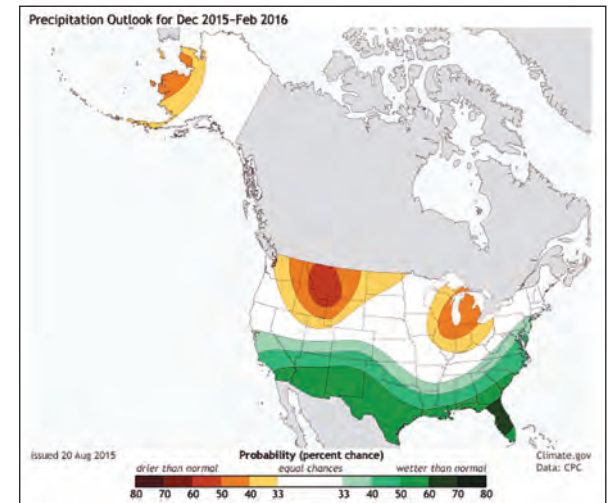 Precipitation Outlook for Dec 2015–Feb 2016
issued 20 Aug 2015
Probability (percent chance)
Climate.gov
Data: CPC
drier than normal
equal chances
wetter than normal
80 70 60 50 40 33 33 40 50 60 70 80